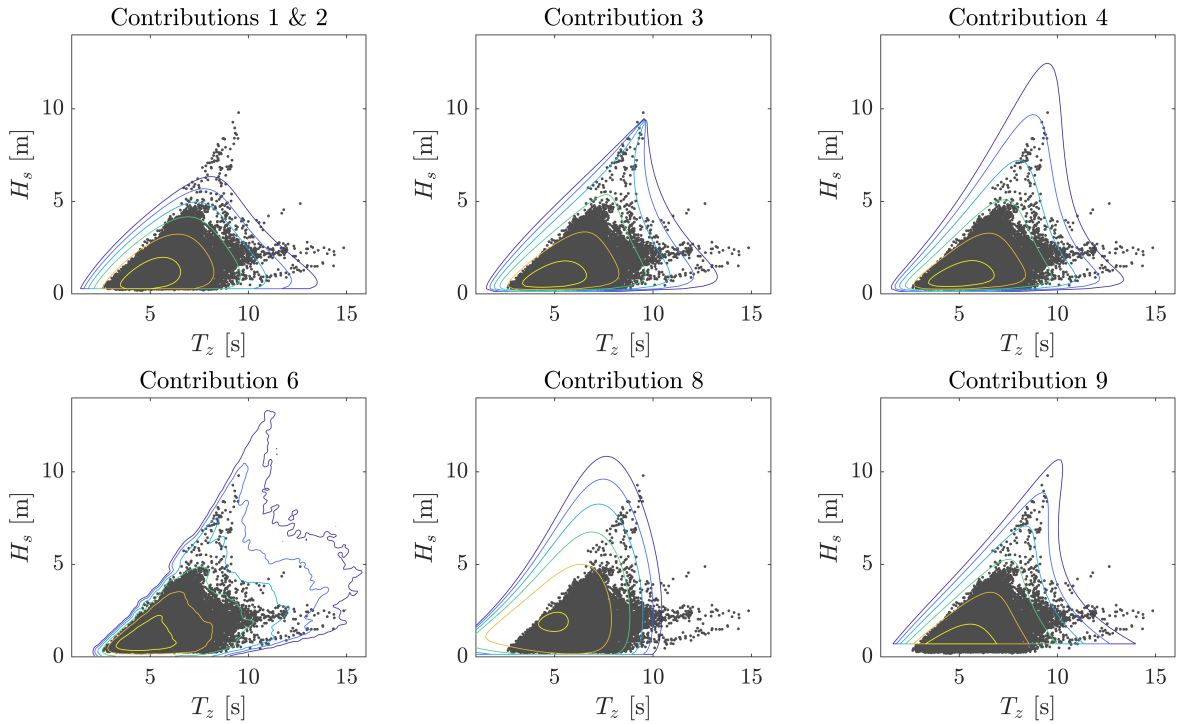 Contributions 1 & 2
Contribution 3
Contribution 4
10
5
0
H_s [m]
5
10
15
T_z [s]
10
5
0
H_s [m]
5
10
15
T_z [s]
10
5
0
H_s [m]
5
10
15
T_z [s]
Contribution 6
Contribution 8
Contribution 9
10
5
0
H_s [m]
5
10
15
T_z [s]
10
5
0
H_s [m]
5
10
15
T_z [s]
10
5
0
H_s [m]
5
10
15
T_z [s]